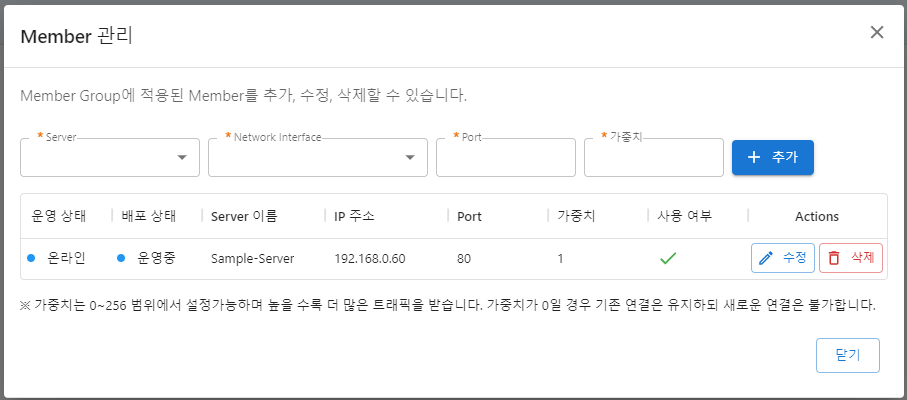 Member 관리
Member Group에 적용된 Member를 추가, 수정, 삭제할 수 있습니다.
* Server * Network Interface * Port * 가중치
+ 추가
운영 상태 배포 상태 Server 이름 IP 주소 Port 가중치 사용 여부 Actions
온라인 운영중 Sample-Server 192.168.0.60 80 1 수정 삭제
※ 가중치는 0~256 범위에서 설정가능하며 높을 수록 더 많은 트래픽을 받습니다. 가중치가 0일 경우 기존 연결은 유지하되 새로운 연결은 불가합니다.
닫기